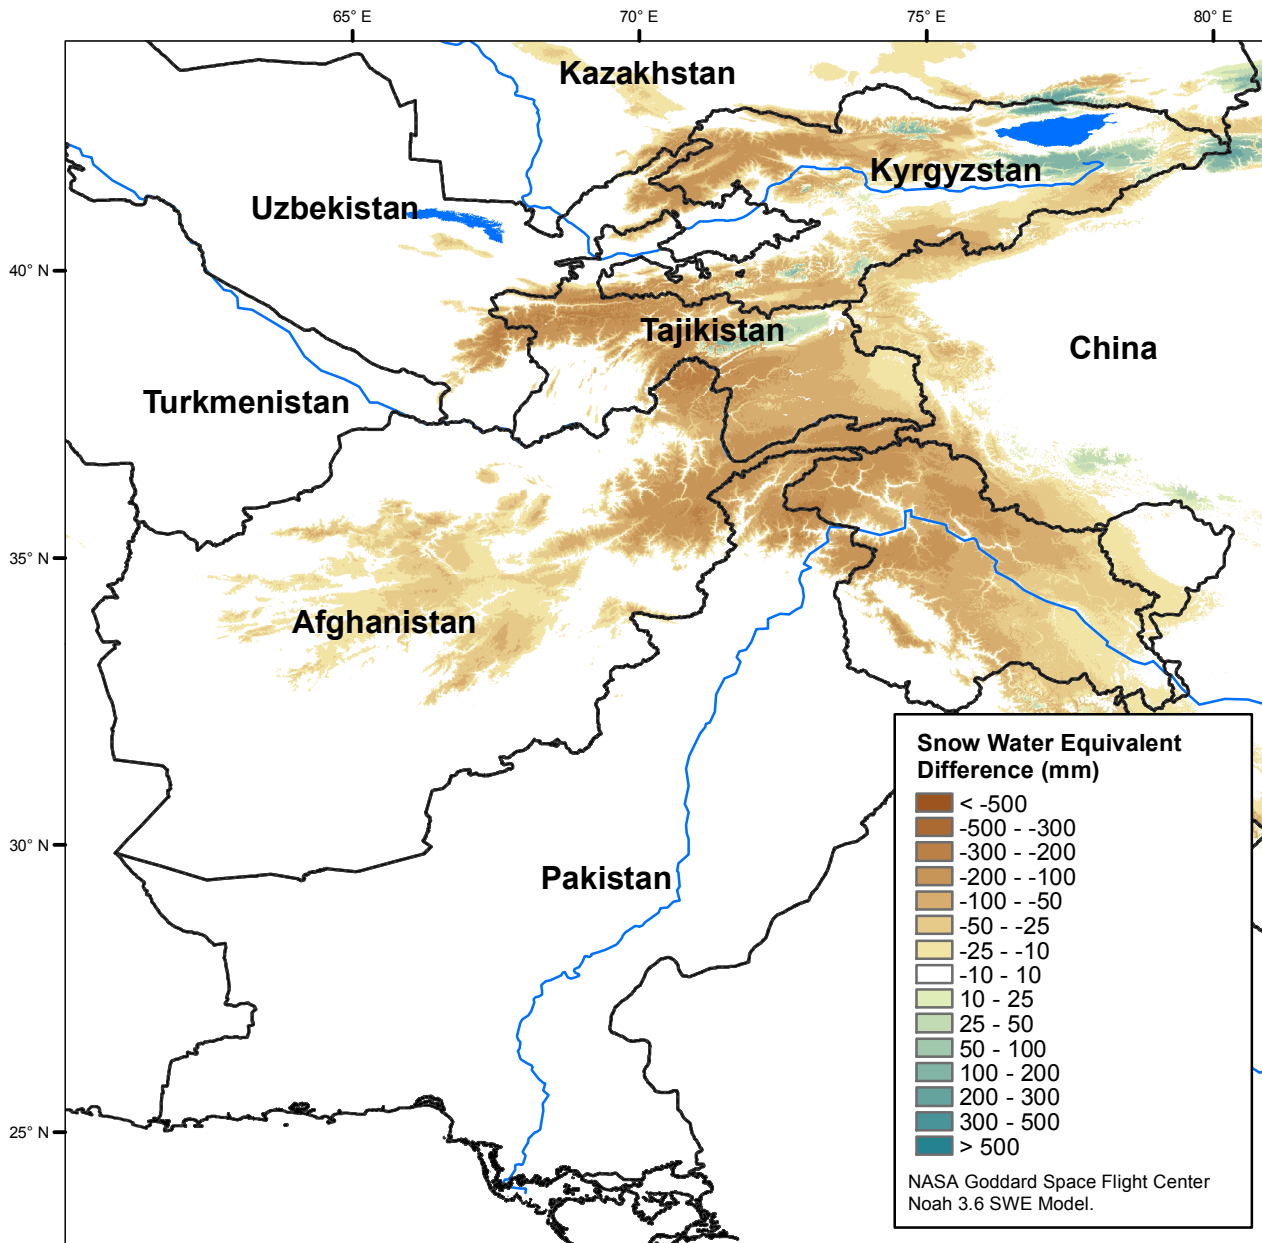 65° E
70° E
75° E
80° E
Kazakhstan
Kyrgyzstan
Uzbekistan
40° N
Tajikistan
China
Turkmenistan
35° N
Afghanistan
Snow Water Equivalent
Difference (mm)
< -500
-500 - -300
-300 - -200
-200 - -100
-100 - -50
-50 - -25
-25 - -10
-10 - 10
10 - 25
25 - 50
50 - 100
100 - 200
200 - 300
300 - 500
> 500
30° N
Pakistan
25° N
NASA Goddard Space Flight Center
Noah 3.6 SWE Model.